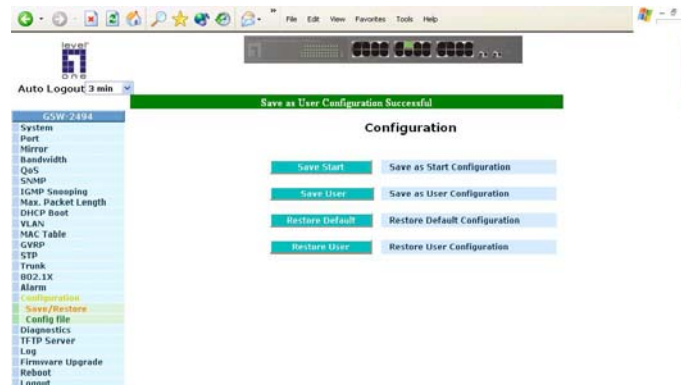 File Edit View Favorites Tools Help
level
one
Auto Logout 3 min
Save as User Configuration Successful
GSW-2494
System
Port
Mirror
Bandwidth
QoS
SNMP
IGMP Snooping
Max. Packet Length
DHCP Boot
VLAN
MAC Table
GVRP
STP
Trunk
802.1X
Alarm
Configuration
Save/Restore
Config file
Diagnostics
TFTP Server
Log
Firmware Upgrade
Reboot
Logout
Configuration
Save Start Save as Start Configuration
Save User Save as User Configuration
Restore Default Restore Default Configuration
Restore User Restore User Configuration